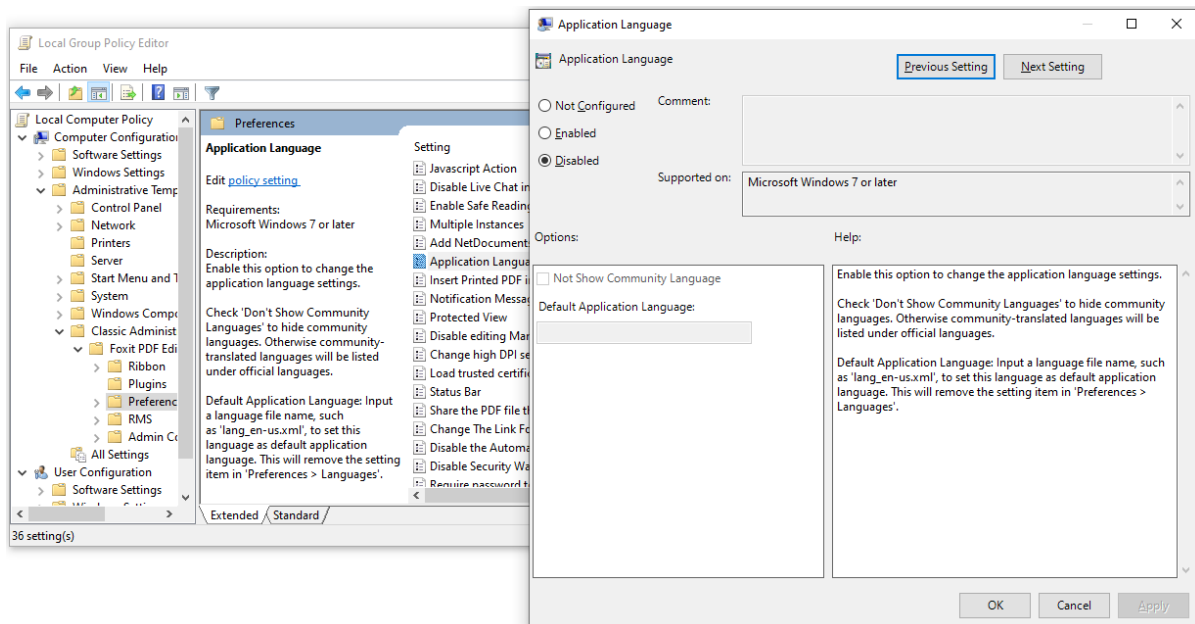 Local Group Policy Editor
File Action View Help
Local Computer Policy
Computer Configuration
Software Settings
Windows Settings
Administrative Temp
Control Panel
Network
Printers
Server
Start Menu and T
System
Windows Compo
Classic Administ
Foxit PDF Edi
Ribbon
Plugins
Preferenc
RMS
Admin Co
All Settings
User Configuration
Software Settings
36 setting(s)
Preferences
Application Language
Edit policy setting
Requirements:
Microsoft Windows 7 or later
Description:
Enable this option to change the
application language settings.
Check 'Don't Show Community
Languages' to hide community
languages. Otherwise community-
translated languages will be listed
under official languages.
Default Application Language: Input
a language file name, such
as 'lang_en-us.xml', to set this
language as default application
language. This will remove the setting
item in 'Preferences > Languages'.
Setting
Javascript Action
Disable Live Chat in
Enable Safe Reading
Multiple Instances
Add NetDocument
Application Langua
Insert Printed PDF i
Notification Messag
Protected View
Disable editing Mar
Change high DPI se
Load trusted certifi
Status Bar
Share the PDF file t
Change The Link Fo
Disable the Automa
Disable Security Wa
Require password t
Extended Standard
Application Language
Application Language
Previous Setting Next Setting
Not Configured
Enabled
Disabled
Comment:
Supported on:
Microsoft Windows 7 or later
Options:
Help:
Not Show Community Language
Default Application Language:
Enable this option to change the application language settings.
Check 'Don't Show Community Languages' to hide community
languages. Otherwise community-translated languages will be
listed under official languages.
Default Application Language: Input a language file name, such
as 'lang_en-us.xml', to set this language as default application
language. This will remove the setting item in 'Preferences >
Languages'.
OK Cancel Apply